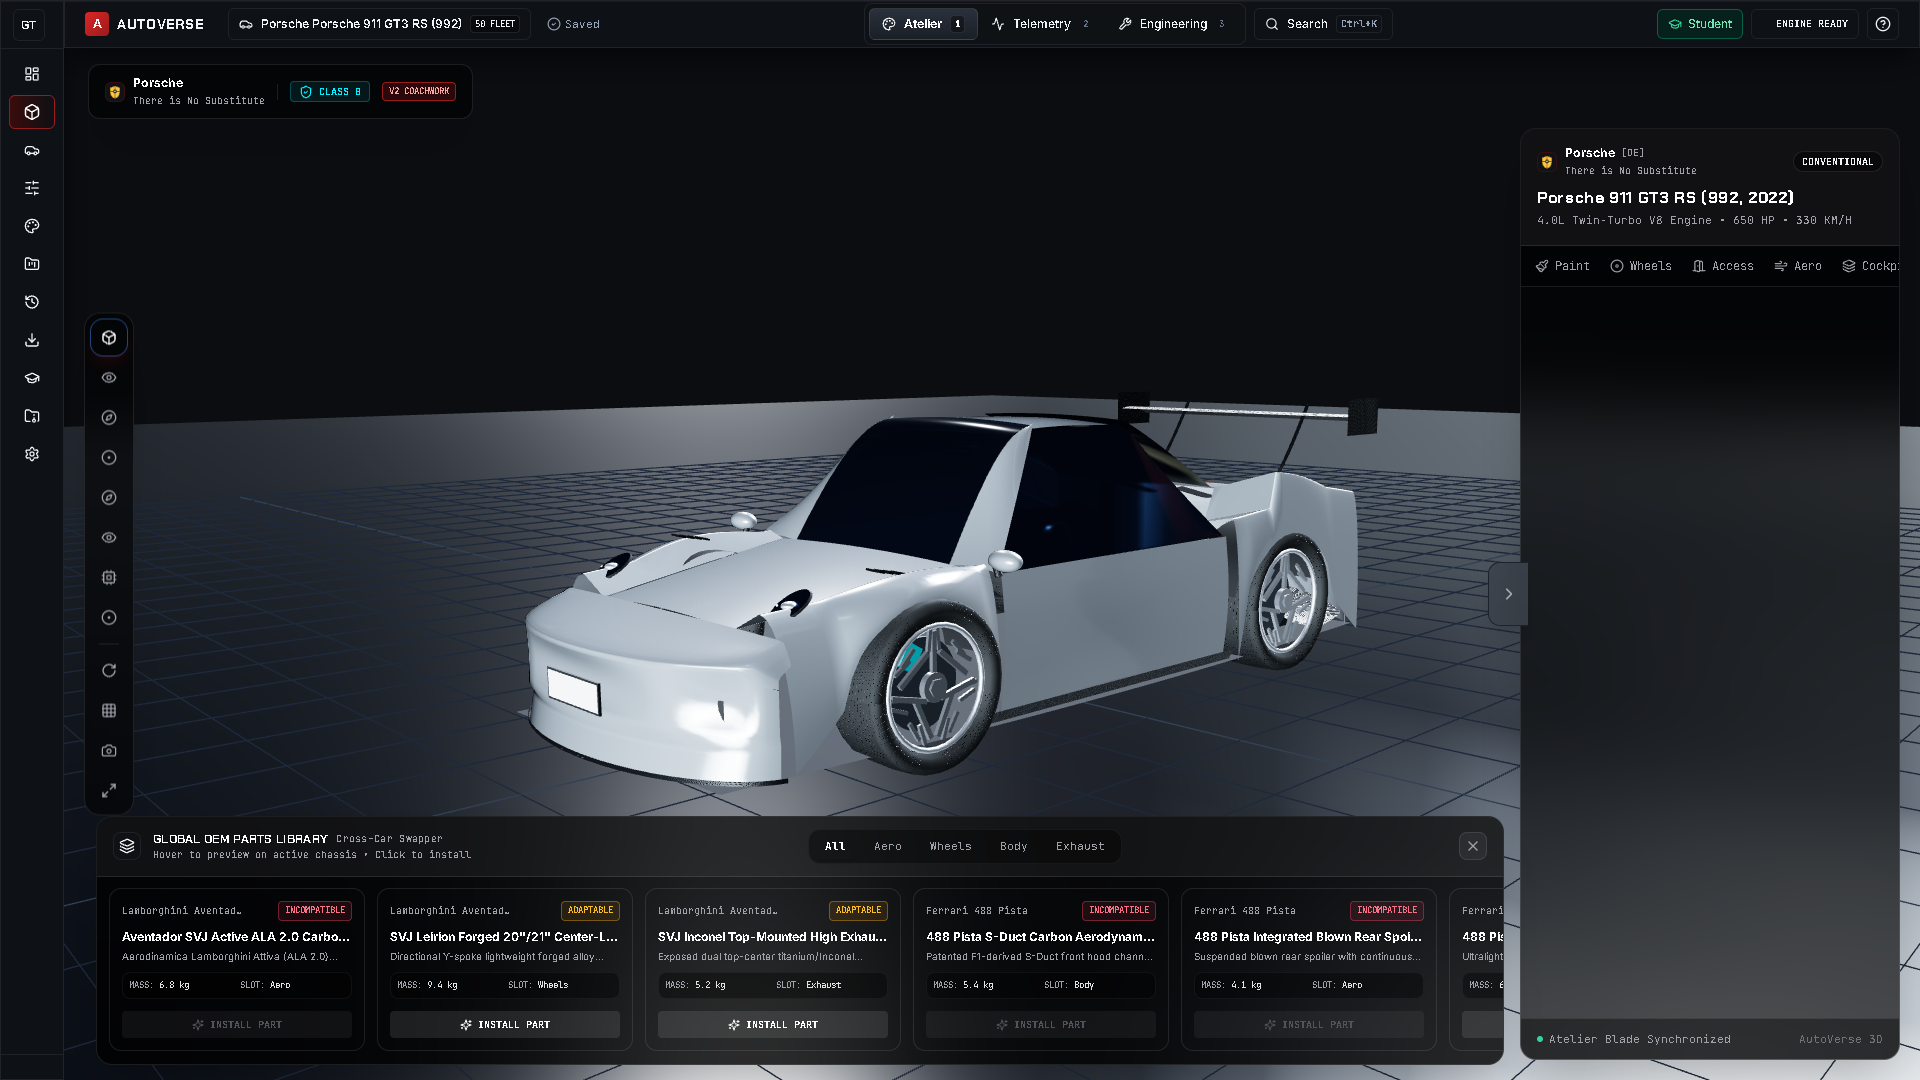 GT
A AUTOVERSE
Porsche Porsche 911 GT3 RS (992) 50 FLEET
Saved
Atelier 1
Telemetry 2
Engineering 3
Search Ctrl+K
Student
ENGINE READY
Porsche
There is No Substitute
CLASS B
V2 COACHWORK
Porsche [DE]
There is No Substitute
CONVENTIONAL
Porsche 911 GT3 RS (992, 2022)
4.0L Twin-Turbo V8 Engine • 650 HP • 330 KM/H
Paint Wheels Access Aero Cockp
GLOBAL OEM PARTS LIBRARY Cross-Car Swapper
Hover to preview on active chassis • Click to install
All Aero Wheels Body Exhaust
Lamborghini Aventad… INCOMPATIBLE
Aventador SVJ Active ALA 2.0 Carbo...
Aerodinamica Lamborghini Attiva (ALA 2.0)...
MASS: 6.8 kg SLOT: Aero
INSTALL PART
Lamborghini Aventad… ADAPTABLE
SVJ Leirion Forged 20"/21" Center-L...
Directional Y-spoke lightweight forged alloy...
MASS: 9.4 kg SLOT: Wheels
INSTALL PART
Lamborghini Aventad… ADAPTABLE
SVJ Inconel Top-Mounted High Exhau...
Exposed dual top-center titanium/Inconel...
MASS: 5.2 kg SLOT: Exhaust
INSTALL PART
Ferrari 488 Pista INCOMPATIBLE
488 Pista S-Duct Carbon Aerodynam...
Patented F1-derived S-Duct front hood chann...
MASS: 5.4 kg SLOT: Body
INSTALL PART
Ferrari 488 Pista INCOMPATIBLE
488 Pista Integrated Blown Rear Spoi...
Suspended blown rear spoiler with continuous...
MASS: 4.1 kg SLOT: Aero
INSTALL PART
Ferrari
488 Pis
Ultralight
MASS: 6
Atelier Blade Synchronized
AutoVerse 3D